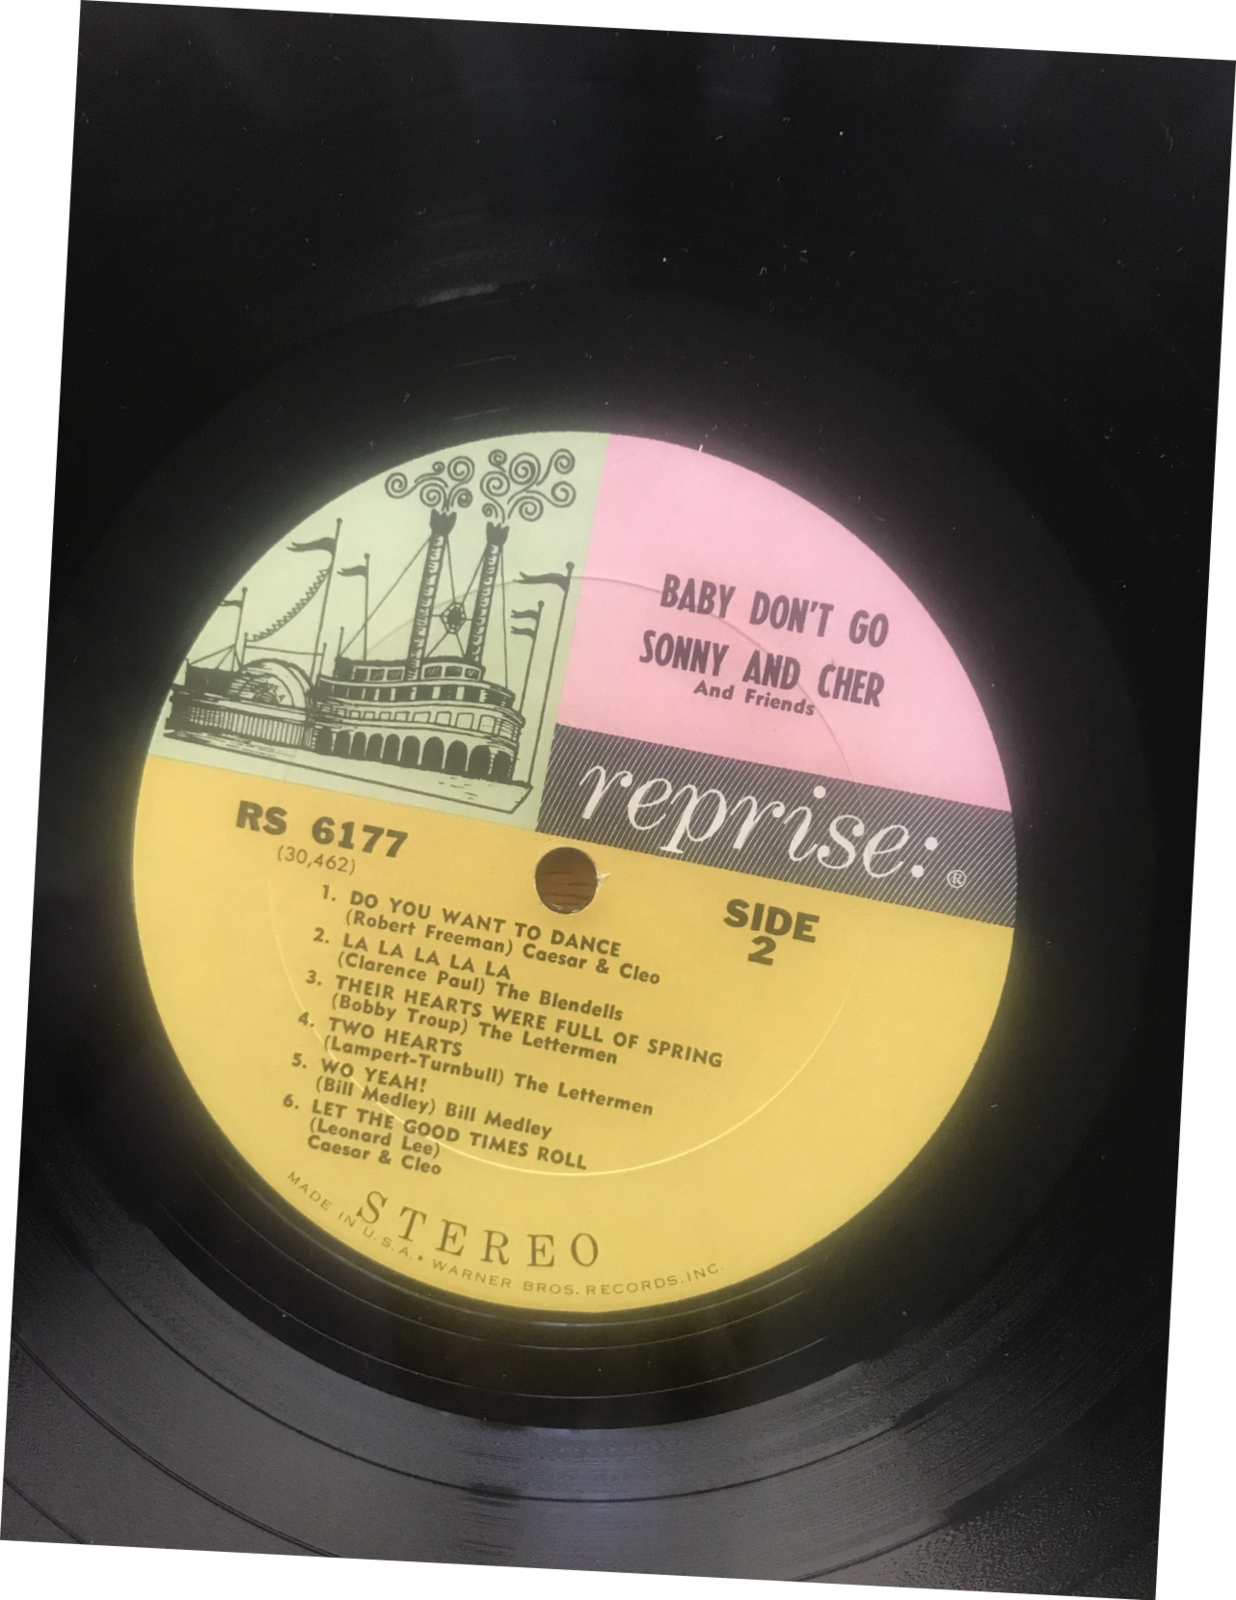 BABY DON'T GO
SONNY AND CHER
And Friends
reprise:®
RS 6177
(30,462)
SIDE
2
1. DO YOU WANT TO DANCE
(Robert Freeman) Caesar & Cleo
2. LA LA LA LA LA
(Clarence Paul) The Blendells
3. THEIR HEARTS WERE FULL OF SPRING
(Bobby Troup) The Lettermen
4. TWO HEARTS
(Lampert-Turnbull) The Lettermen
5. WO YEAH!
(Bill Medley) Bill Medley
6. LET THE GOOD TIMES ROLL
(Leonard Lee)
Caesar & Cleo
STEREO
MADE IN U.S.A. • WARNER BROS. RECORDS, INC.